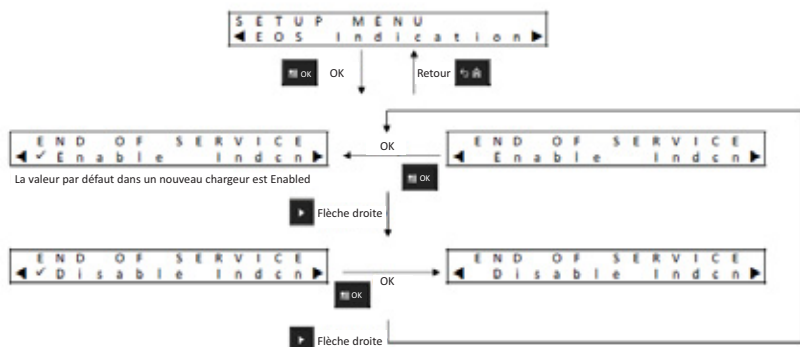 SETUP MENU
◀EOS Indication▶
OK
OK
Retour
END OF SERVICE
◀✓Enable Indcn▶
OK
END OF SERVICE
◀ Enable Indcn▶
La valeur par défaut dans un nouveau chargeur est Enabled
OK
Flèche droite
END OF SERVICE
◀✓Disable Indcn▶
OK
OK
END OF SERVICE
◀ Disable Indcn▶
Flèche droite